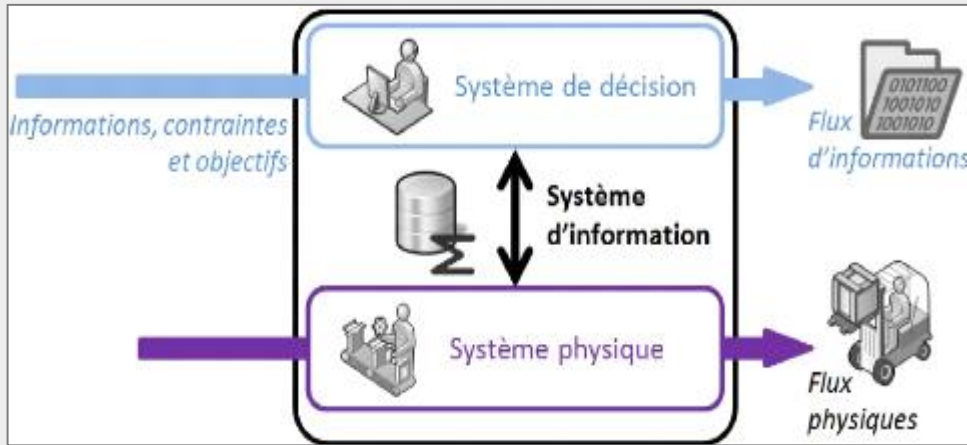 Système de décision
Informations, contraintes
et objectifs
0101100
1001010
1001010
Flux
d'informations
Système
d'information
Système physique
Flux
physiques